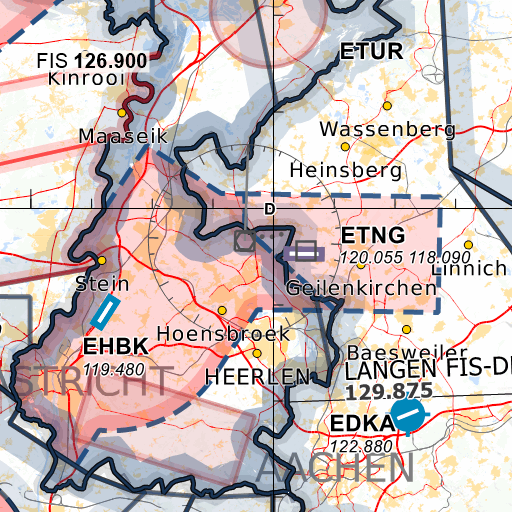 FIS 126.900
Kinrooi
ETUR
Maaseik
Wassenberg
Heinsberg
D
ETNG
120.055 118.090
Linnich
Stein
Geilenkirchen
Hoensbroek
EHBK
119.480
Baesweiler
HEERLEN
LANGEN FIS-D
129.875
STRICHT
EDKA
122.880
AACHEN